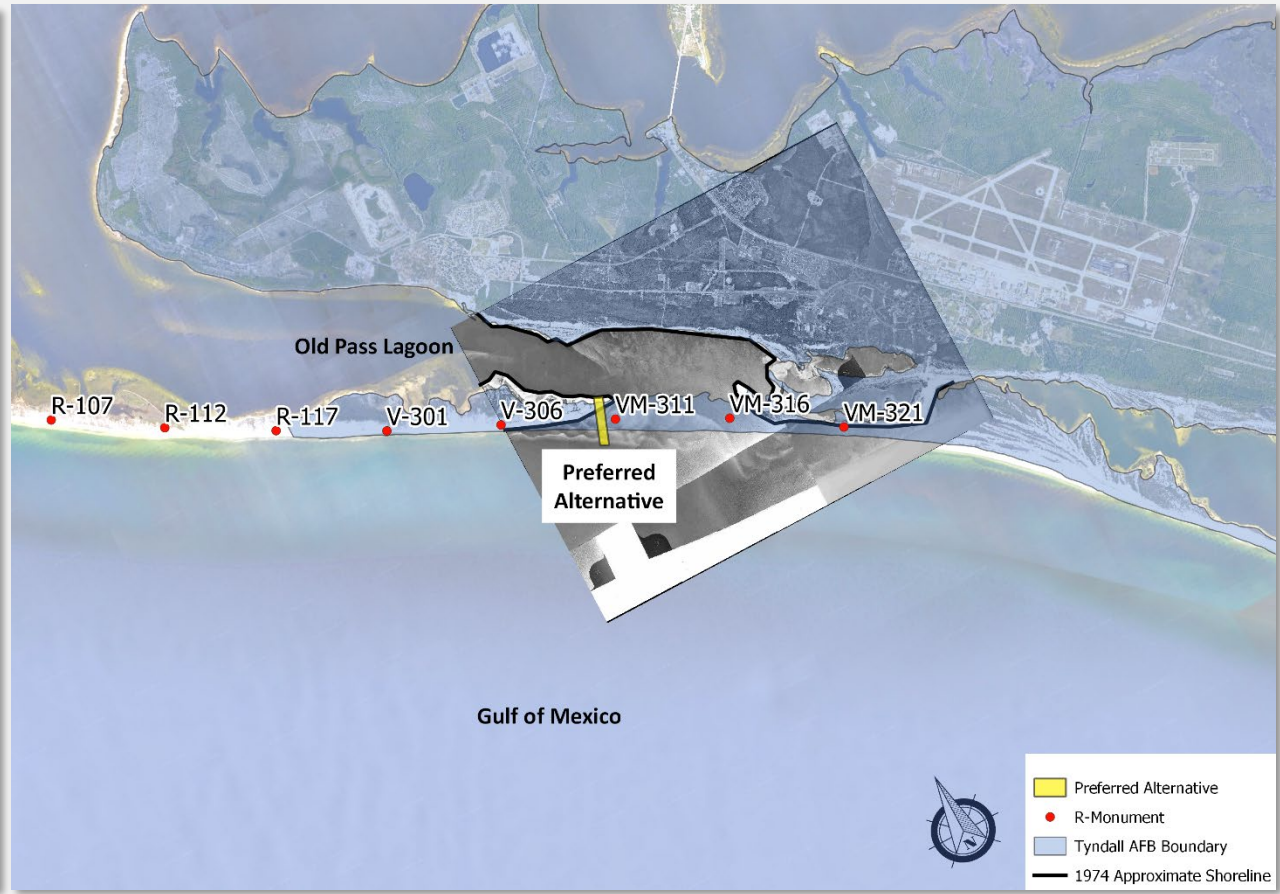 Old Pass Lagoon
R-107
R-112
R-117
V-301
V-306
VM-311
VM-316
VM-321
Preferred
Alternative
Gulf of Mexico
N
Preferred Alternative
R-Monument
Tyndall AFB Boundary
1974 Approximate Shoreline